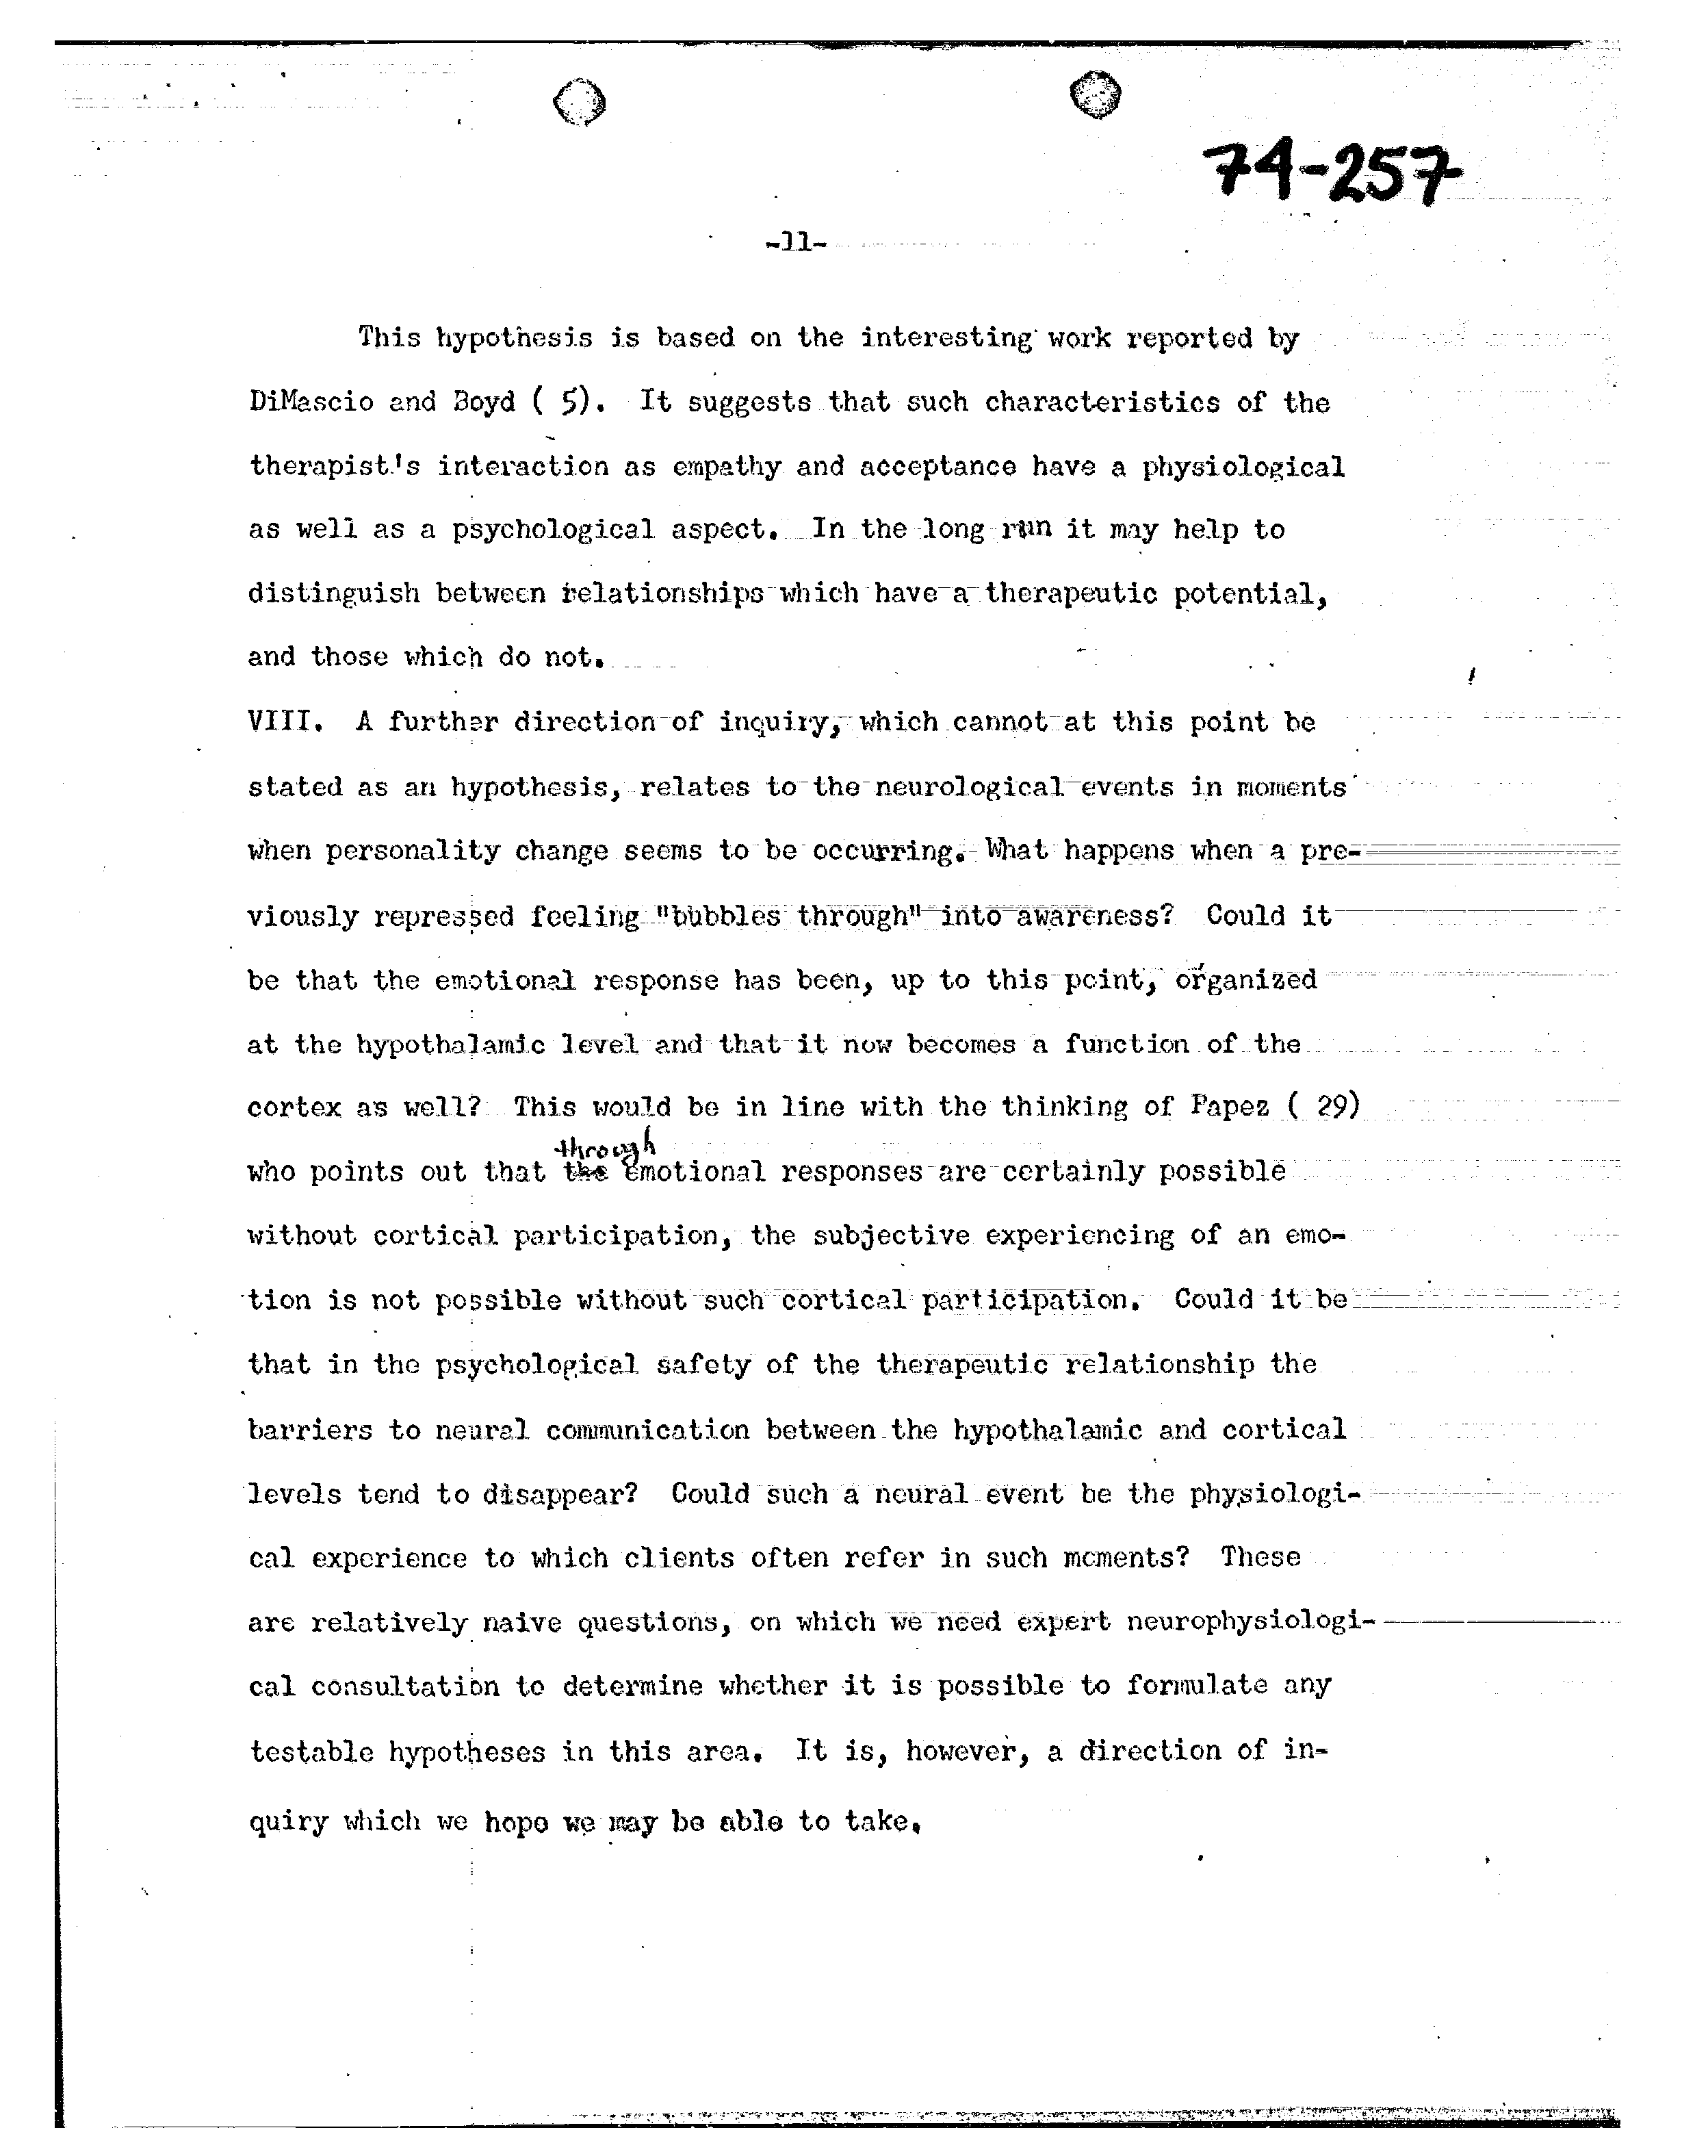 74-257
-11-
This hypothesis is based on the interesting work reported by
DiMascio and Boyd ( 5). It suggests that such characteristics of the
therapist's interaction as empathy and acceptance have a physiological
as well as a psychological aspect. In the long run it may help to
distinguish between relationships which have a therapeutic potential,
and those which do not.
VIII. A further direction of inquiry, which cannot at this point be
stated as an hypothesis, relates to the neurological events in moments
when personality change seems to be occurring. What happens when a pre-
viously repressed feeling "bubbles through" into awareness? Could it
be that the emotional response has been, up to this point, organized
at the hypothalamic level and that it now becomes a function of the
cortex as well? This would be in line with the thinking of Papez ( 29)
through
who points out that the emotional responses are certainly possible
without cortical participation, the subjective experiencing of an emo-
tion is not possible without such cortical participation. Could it be
that in the psychological safety of the therapeutic relationship the
barriers to neural communication between the hypothalamic and cortical
levels tend to disappear? Could such a neural event be the physiologi-
cal experience to which clients often refer in such moments? These
are relatively naive questions, on which we need expert neurophysiologi-
cal consultation to determine whether it is possible to formulate any
testable hypotheses in this area. It is, however, a direction of in-
quiry which we hope we may be able to take.